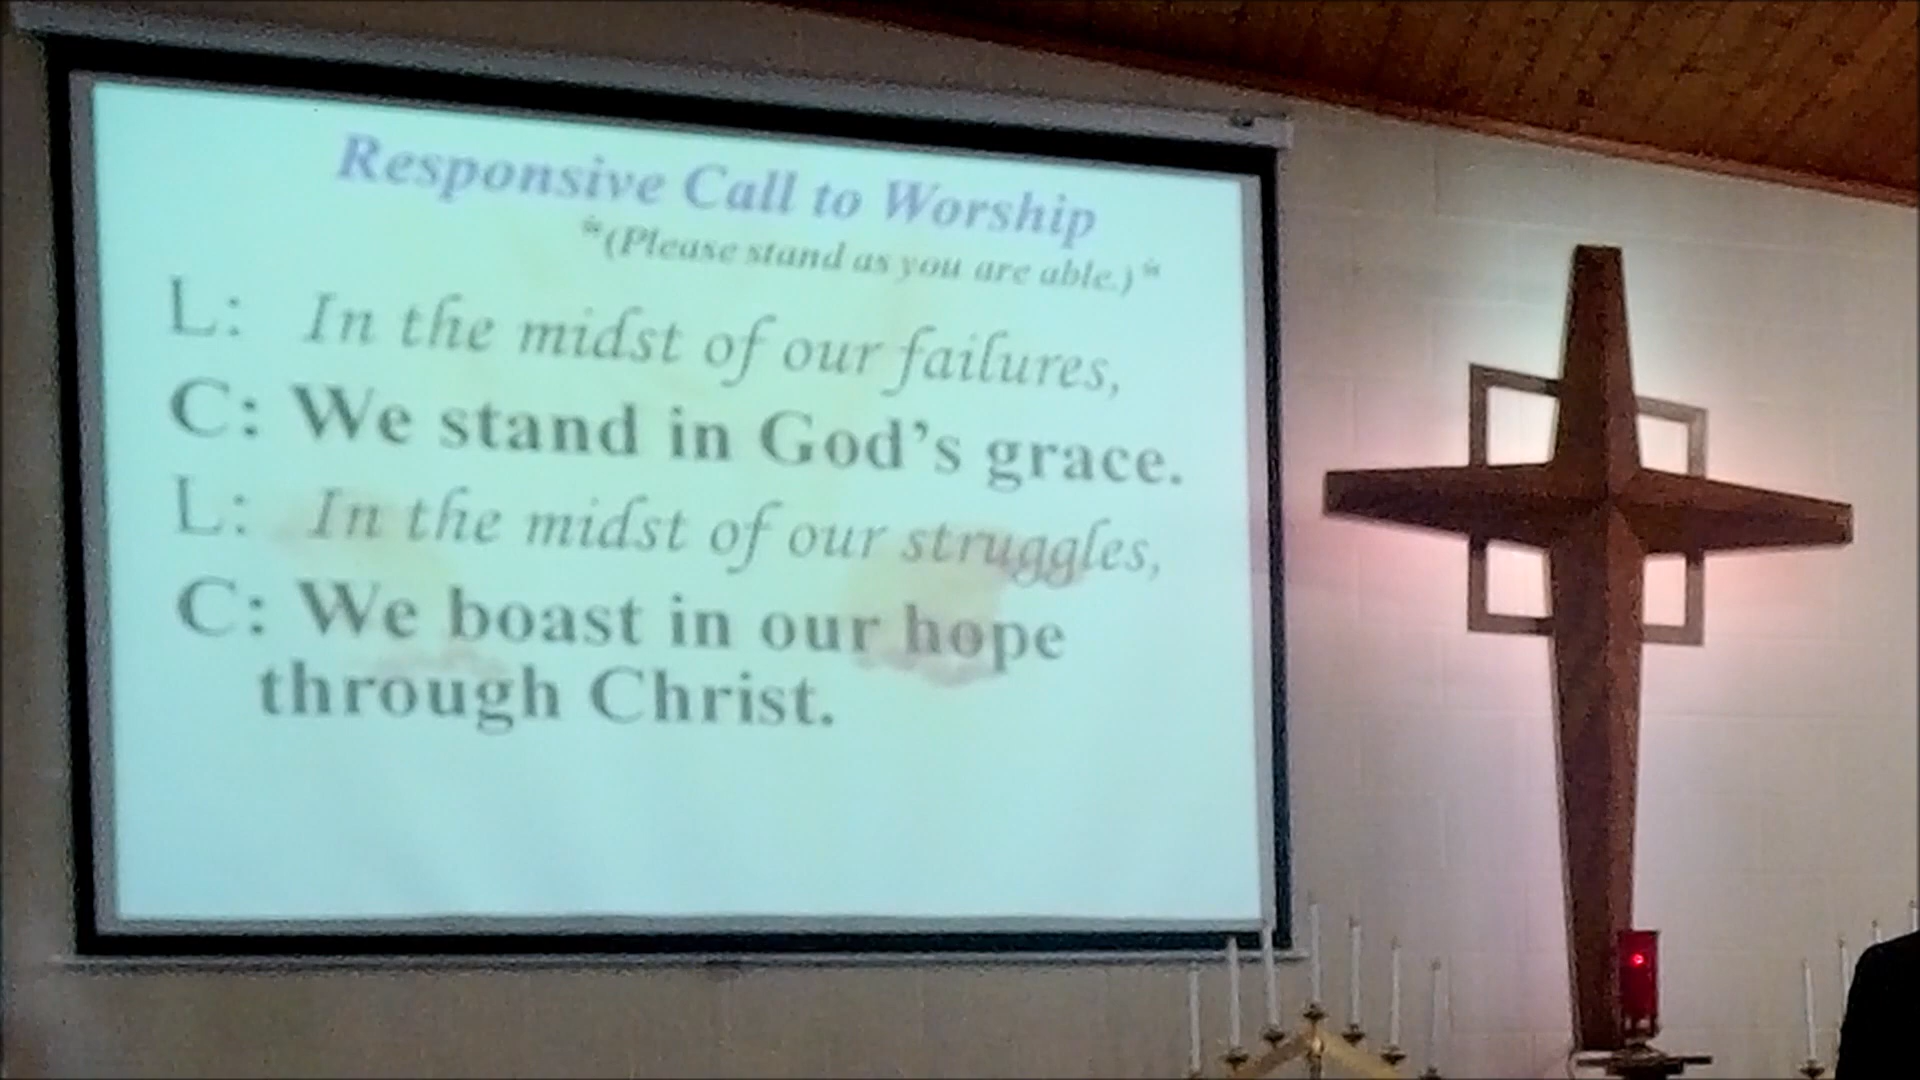 Responsive Call to Worship
*(Please stand as you are able.)*
L: In the midst of our failures,
C: We stand in God's grace.
L: In the midst of our struggles,
C: We boast in our hope
through Christ.